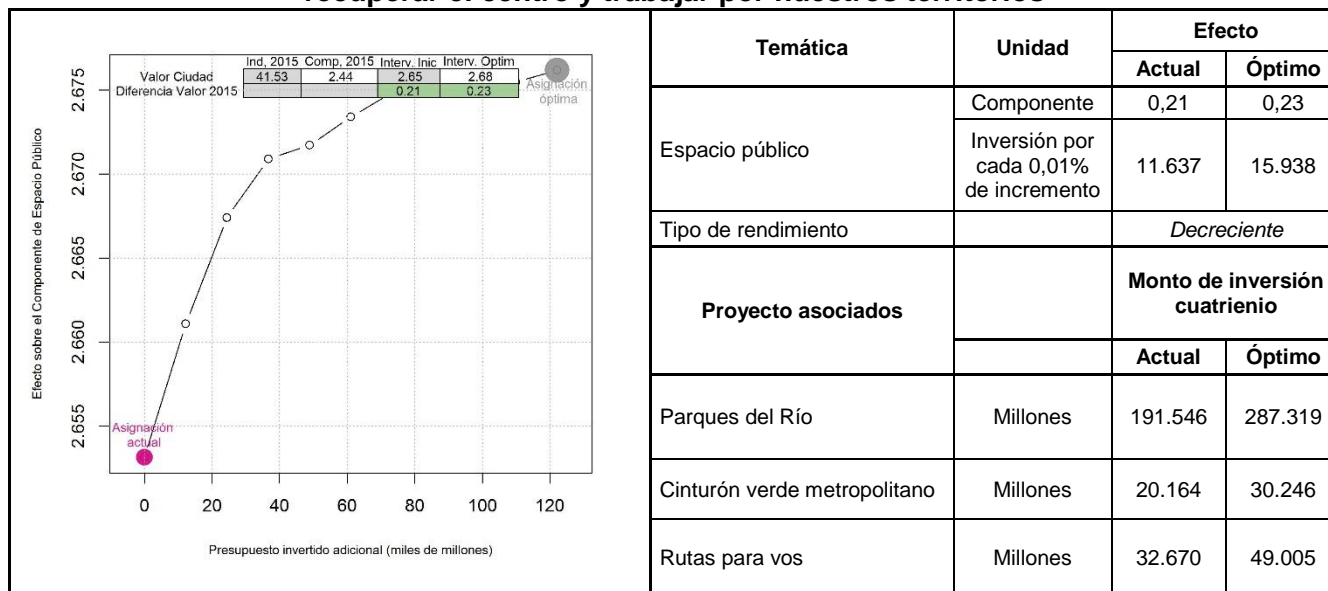 recuperar el centro y trabajar por nuestros territorios
Ind, 2015 Comp, 2015 Interv. Inic Interv. Optim
Valor Ciudad 41.53 2.44 2.65 2.68
Diferencia Valor 2015 0.21 0.23
Asignación
óptima
Asignación
actual
Efecto sobre el Componente de Espacio Público
2.675
2.670
2.665
2.660
2.655
0 20 40 60 80 100 120
Presupuesto invertido adicional (miles de millones)
Temática Unidad Efecto
Actual Óptimo
Espacio público
Componente 0,21 0,23
Inversión por
cada 0,01%
de incremento
11.637 15.938
Tipo de rendimiento Decreciente
Proyecto asociados
Monto de inversión
cuatrienio
Actual Óptimo
Parques del Río Millones 191.546 287.319
Cinturón verde metropolitano Millones 20.164 30.246
Rutas para vos Millones 32.670 49.005